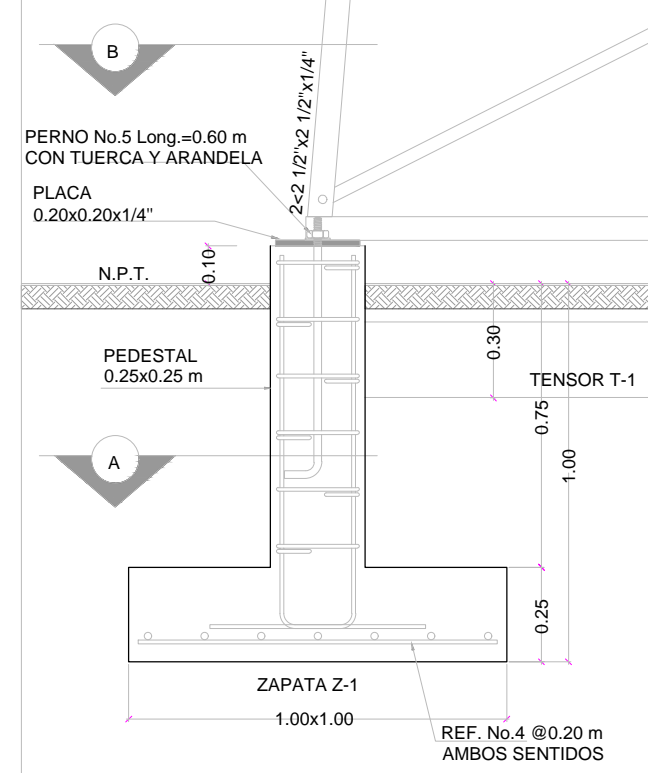 B
PERNO No.5 Long.=0.60 m
CON TUERCA Y ARANDELA
2<2 1/2"x2 1/4"x1/4"
PLACA
0.20x0.20x1/4"
0.10
N.P.T.
0.30
PEDESTAL
0.25x0.25 m
TENSOR T-1
0.75
1.00
A
0.25
ZAPATA Z-1
1.00x1.00
REF. No.4 @0.20 m
AMBOS SENTIDOS